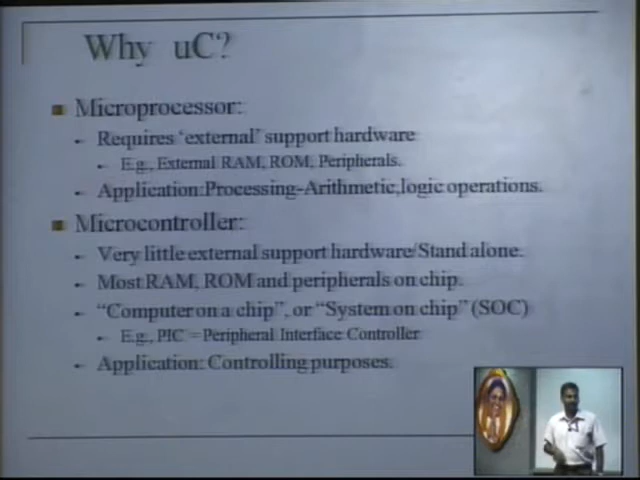 Why uC?
Microprocessor:
Requires 'external' support hardware
E.g., External RAM, ROM, Peripherals.
Application:Processing-Arithmetic,logic operations.
Microcontroller:
Very little external support hardware/Stand alone.
Most RAM, ROM and peripherals on chip.
"Computer on a chip", or "System on chip" (SOC)
E.g., PIC = Peripheral Interface Controller
Application: Controlling purposes.